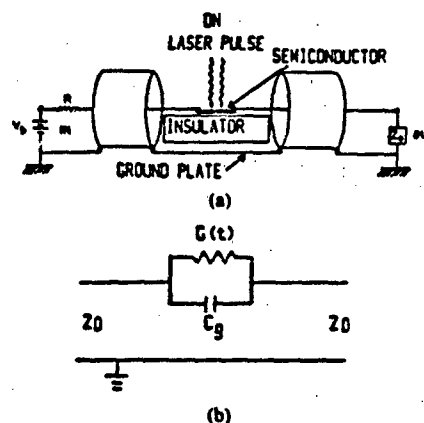 ON
LASER PULSE
SEMICONDUCTOR
R
INSULATOR
GROUND PLATE
(a)
G(t)
Cg
Z0 Z0
(b)